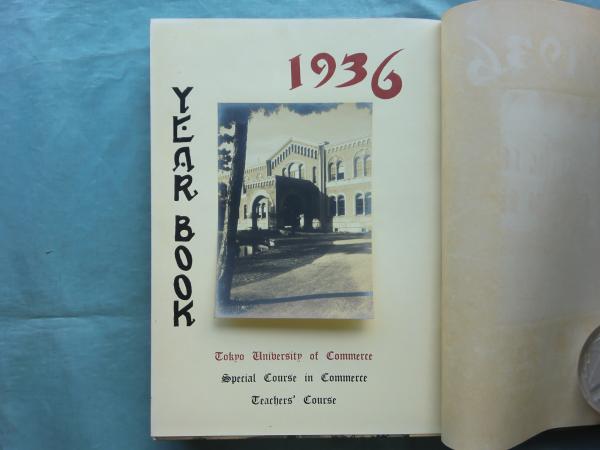 1936
YEAR BOOK
Tokyo University of Commerce
Special Course in Commerce
Teachers' Course